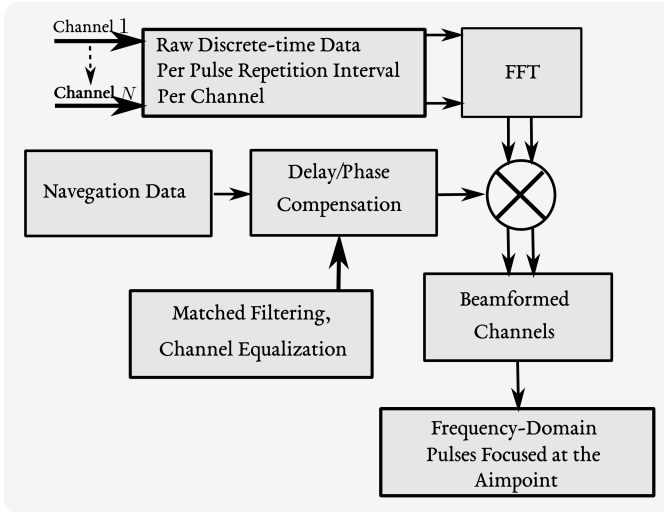 Channel 1
Channel N
Raw Discrete-time Data
Per Pulse Repetition Interval
Per Channel
FFT
Navegation Data
Delay/Phase
Compensation
Matched Filtering,
Channel Equalization
Beamformed
Channels
Frequency-Domain
Pulses Focused at the
Aimpoint